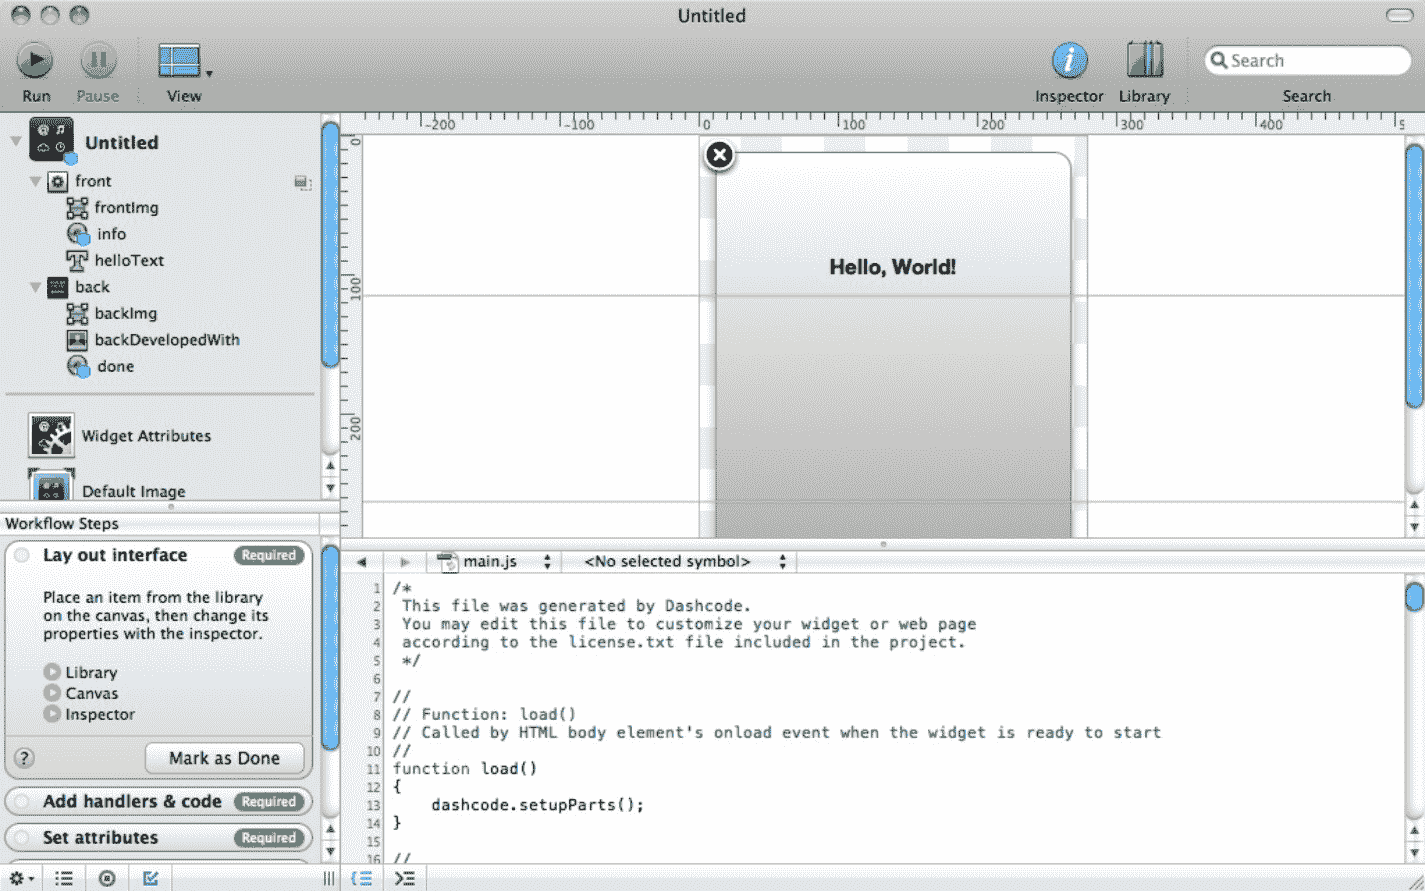 Untitled
Run
Pause
View
Inspector
Library
Search
Search
Untitled
front
frontImg
info
helloText
back
backImg
backDevelopedWith
done
Widget Attributes
Default Image
Workflow Steps
Lay out interface Required
Place an item from the library
on the canvas, then change its
properties with the inspector.
Library
Canvas
Inspector
? Mark as Done
Add handlers & code Required
Set attributes Required
-200 -100 0 100 200 300 400 5
0
100
200
Hello, World!
main.js <No selected symbol>
1 /*
2 This file was generated by Dashcode.
3 You may edit this file to customize your widget or web page
4 according to the license.txt file included in the project.
5 */
6
7 //
8 // Function: load()
9 // Called by HTML body element's onload event when the widget is ready to start
10 //
11 function load()
12 {
13 dashcode.setupParts();
14 }
15
16 //